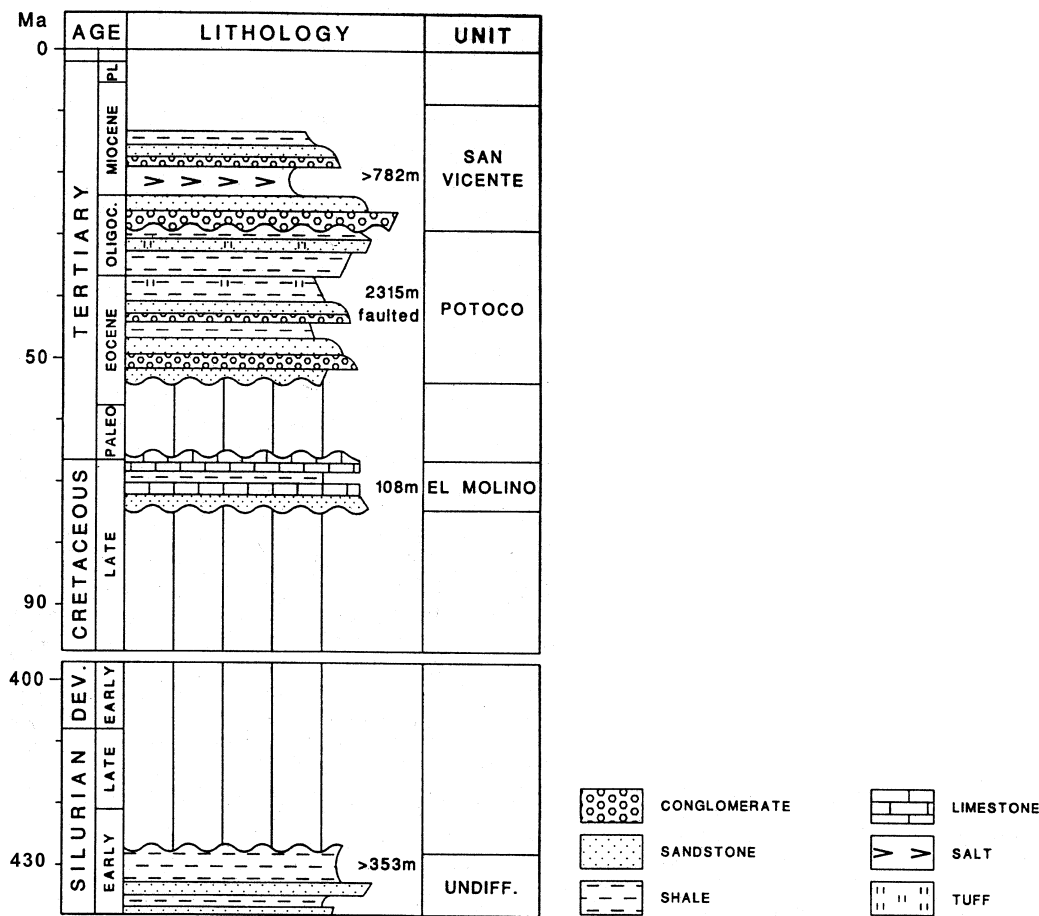 Ma
AGE LITHOLOGY UNIT
0
PL
MIOCENE
SAN
VICENTE
>782m
OLIGOC.
TERTIARY
2315m
faulted
POTOCO
EOCENE
50
PALEO
108m
EL MOLINO
CRETACEOUS
LATE
90
400
DEV.
EARLY
SILURIAN
LATE
EARLY
430
>353m
UNDIFF.
CONGLOMERATE
SANDSTONE
SHALE
LIMESTONE
SALT
TUFF